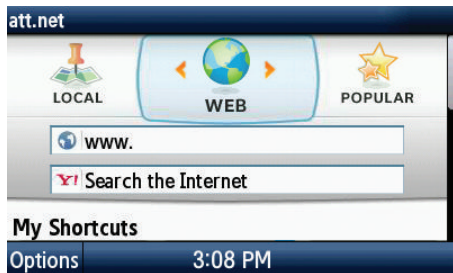 att.net
LOCAL
WEB
POPULAR
www.
Y! Search the Internet
My Shortcuts
Options 3:08 PM